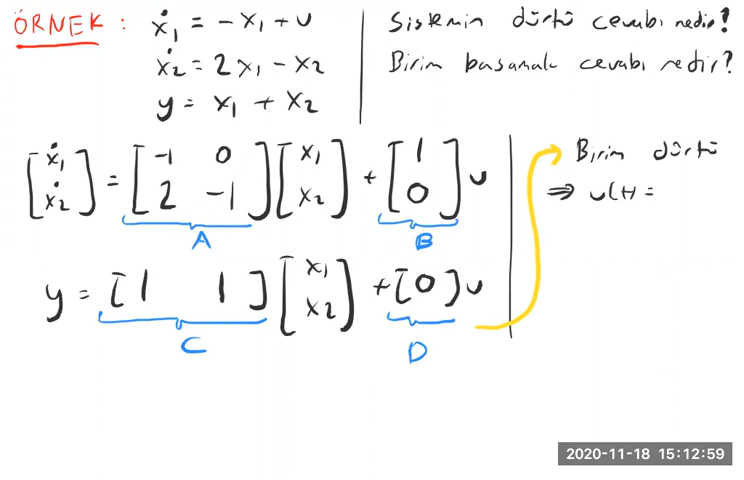 ÖRNEK : ẋ₁ = -x₁ + u
ẋ₂ = 2x₁ - x₂
y = x₁ + x₂
Sistemin dürtü cevabı nedir?
Birim basamak cevabı nedir?
[ẋ₁ ẋ₂] = [-1 0 2 -1] [x₁ x₂] + [1 0] u
A B
y = [1 1] [x₁ x₂] + [0] u
C D
Birim dürtü
⇒ u(t) =
2020-11-18 15:12:59